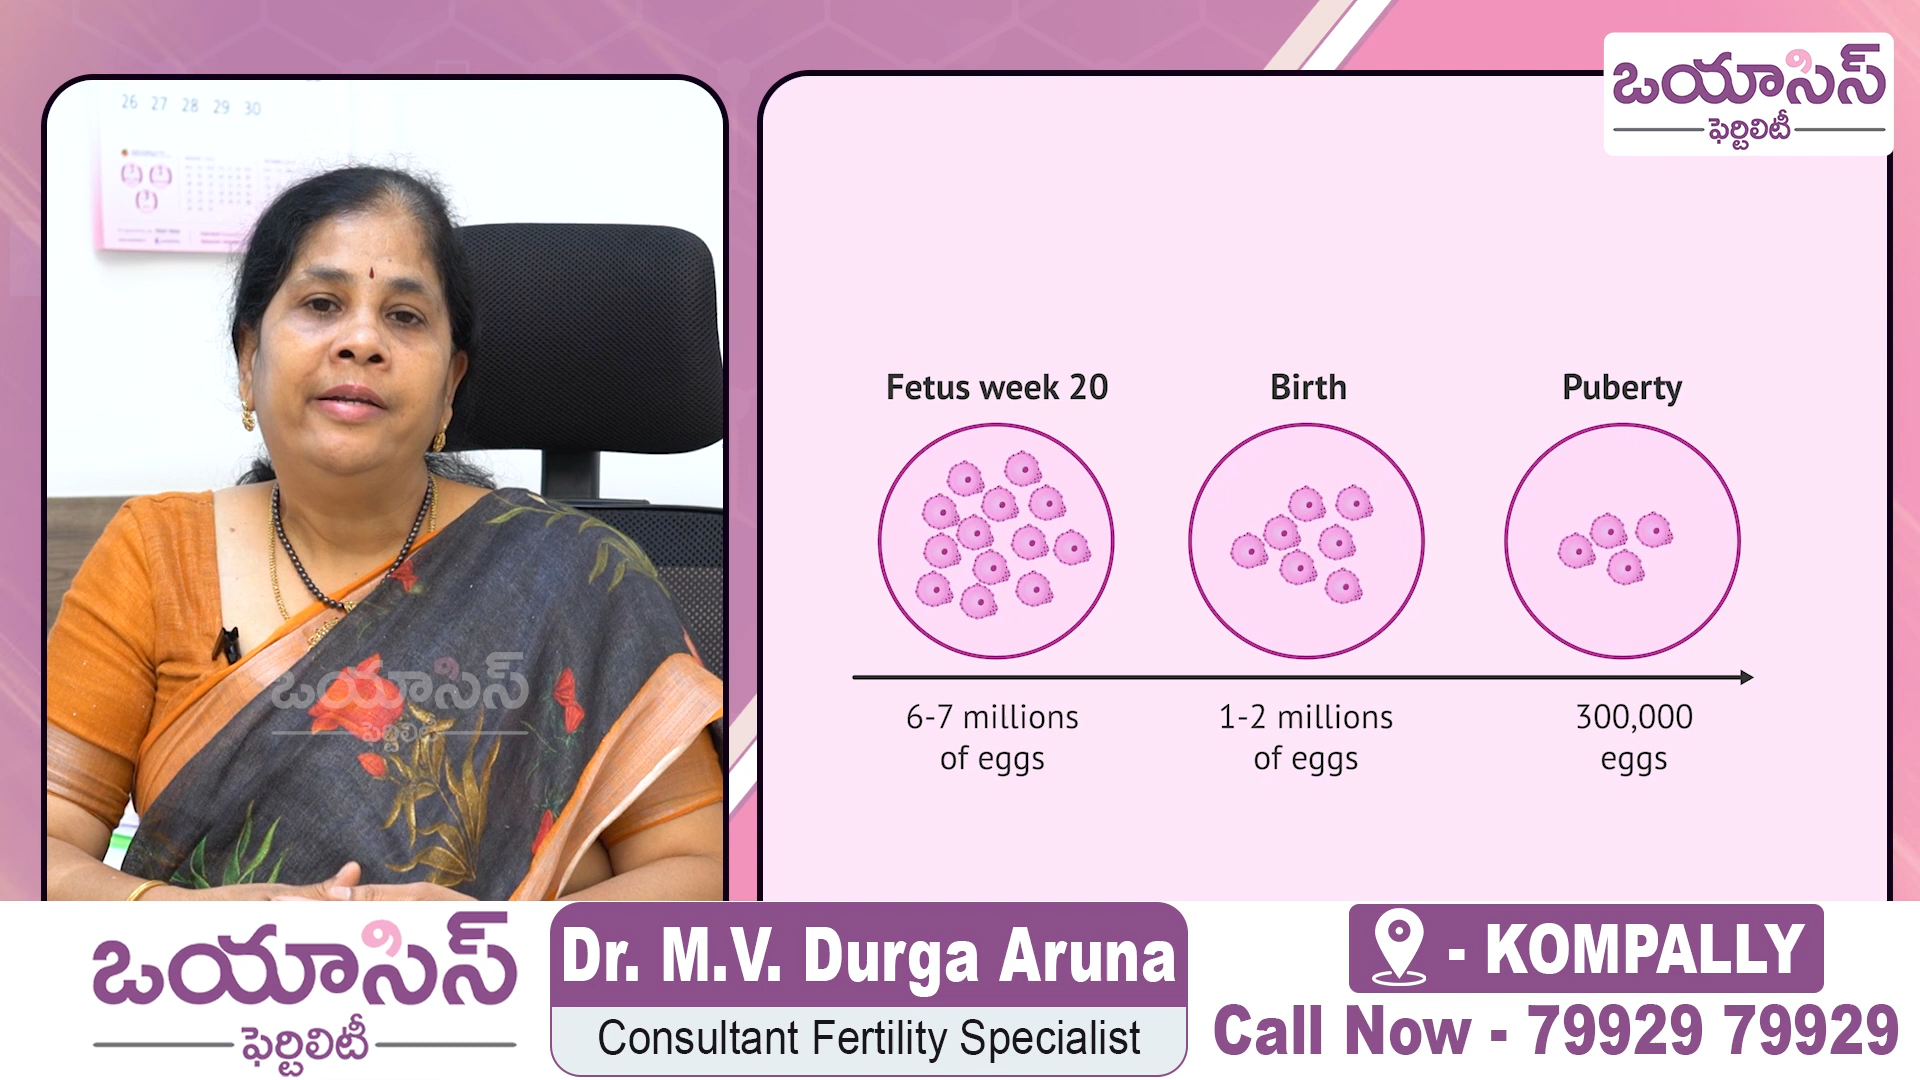 26 27 28 29 30
ఒయాసిస్
ఫెర్టిలిటీ
Fetus week 20
Birth
Puberty
6-7 millions
of eggs
1-2 millions
of eggs
300,000
eggs
ఒయాసిస్
ఫెర్టిలిటీ
ఒయాసిస్
ఫెర్టిలిటీ
Dr. M.V. Durga Aruna
Consultant Fertility Specialist
- KOMPALLY
Call Now - 79929 79929